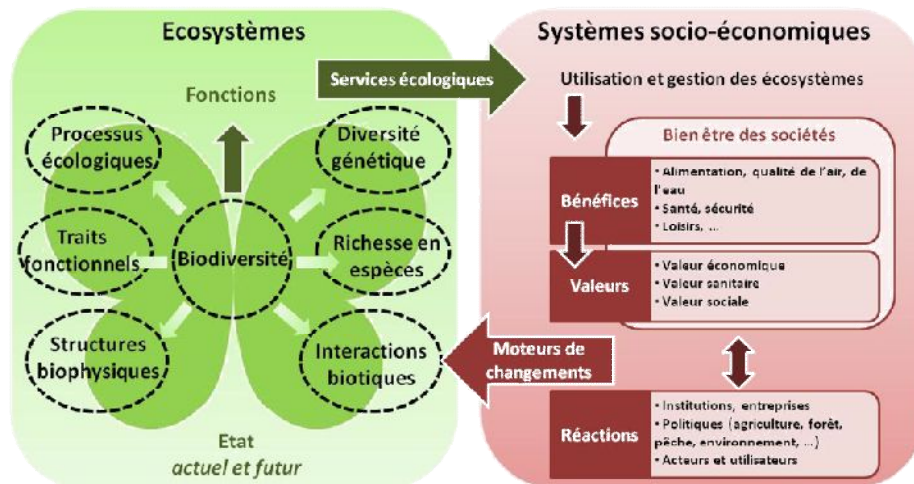 Ecosystèmes
Fonctions
Processus
écologiques
Diversité
génétique
Traits
fonctionnels
Biodiversité
Richesse en
espèces
Structures
biophysiques
Interactions
biotiques
Etat
actuel et futur
Services écologiques
Moteurs de
changements
Systèmes socio-économiques
Utilisation et gestion des écosystèmes
Bien être des sociétés
Bénéfices
• Alimentation, qualité de l'air, de
l'eau
• Santé, sécurité
• Loisirs, ...
Valeurs
• Valeur économique
• Valeur sanitaire
• Valeur sociale
Réactions
• Institutions, entreprises
• Politiques (agriculture, forêt,
pêche, environnement, ...)
• Acteurs et utilisateurs